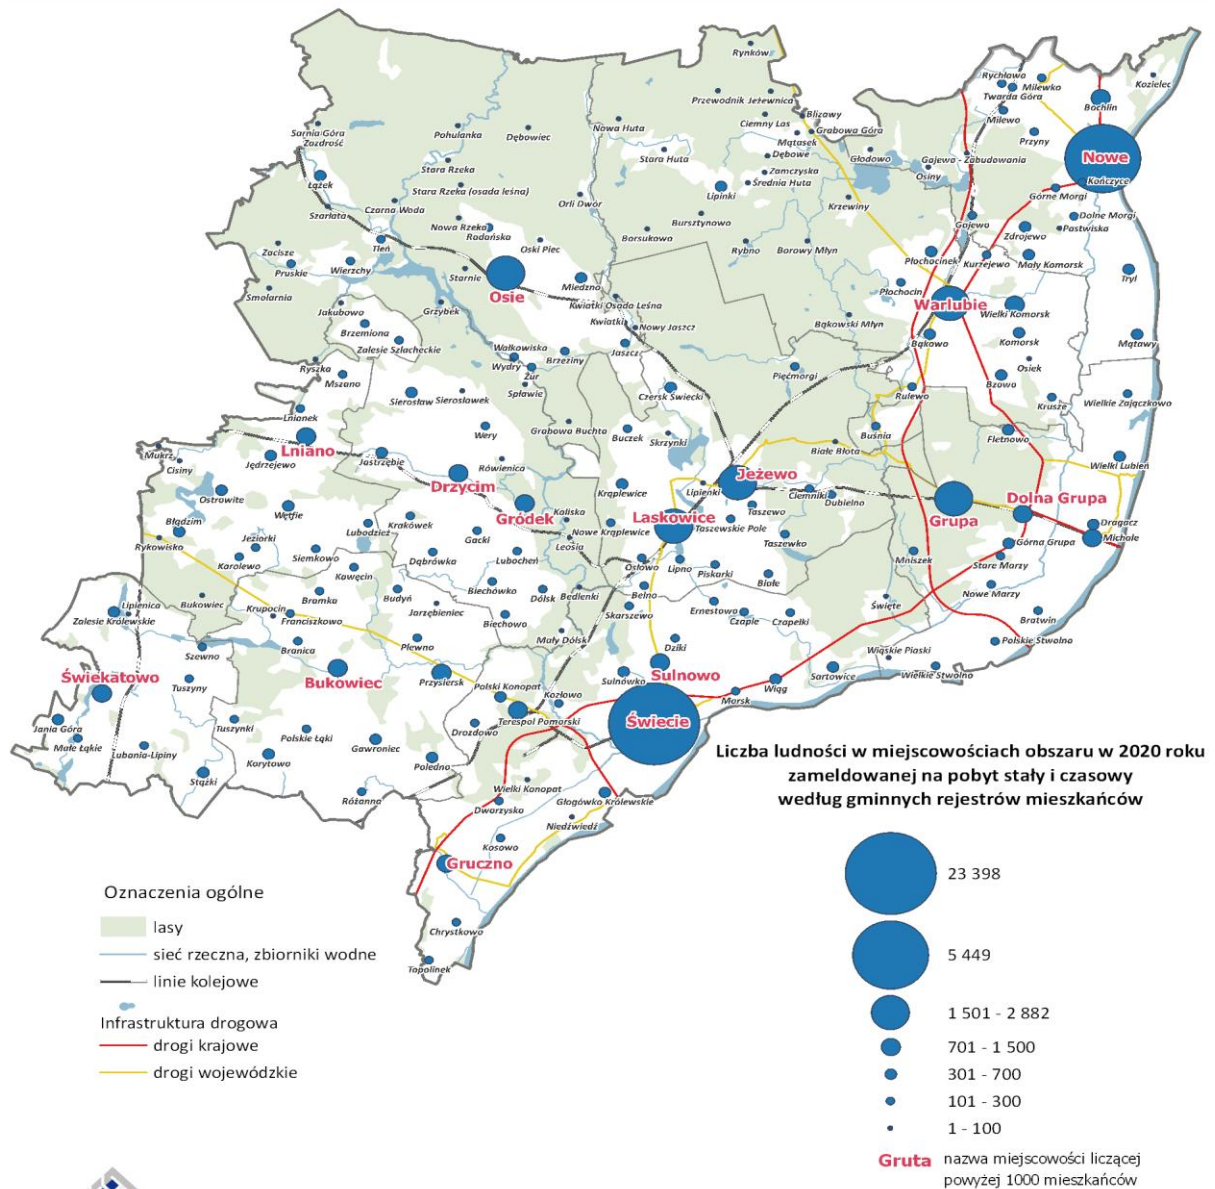 Rynków
Rychława
Milewko
Kozielec
Twarda Góra
Bochlin
Przewodnik
Jeżewnica
Blizawy
Milewo
Ciemny Las
Grabowa Góra
Sarnia Góra
Zazdrość
Pohulanka
Dębowiec
Nowa Huta
Mątasek
Przyny
Nowe
Stara Huta
Dębowe
Głodowo
Gajewo - Zabudowania
Stara Rzeka
Zamczyska
Osiny
Łążek
Stara Rzeka (osada leśna)
Średnia Huta
Kończyce
Lipinki
Górne Morgi
Szarłata
Czarna Woda
Orli Dwór
Krzewiny
Bursztynowo
Dolne Morgi
Nowa Rzeka
Gajewo
Pastwiska
Radańska
Borsukowo
Zdrojewo
Zacisze
Tleń
Oski Piec
Rybno
Borowy Młyn
Płochocinek
Kurzejewo
Mały Komorsk
Pruskie
Wierzchy
Starnie
Miedzno
Tryl
Osie
Płochocin
Smolarnia
Jakubowo
Grzybek
Kwiatki Osada Leśna
Warlubie
Wielki Komorsk
Kwiatki
Nowy Jaszcz
Bąkowski Młyn
Brzemiona
Bąkowo
Komorsk
Mątawy
Zalesie Szlacheckie
Wałkowiska
Brzeziny
Jaszcz
Ryszka
Wydry
Żur
Osiek
Mszano
Pięćmorgi
Bzowo
Spławie
Czersk Świecki
Rulewo
Sierosław
Sierosławek
Krusze
Wielkie Zajączkowo
Lnianek
Grabowa Buchta
Buczek
Skrzynki
Wery
Buśnia
Fletnowo
Lniano
Mukrz
Białe Błota
Cisiny
Jędrzejewo
Jastrzębie
Rówienica
Wielki Lubień
Jeżewo
Drzycim
Krąplewice
Lipienki
Ciemniki
Dolna Grupa
Ostrowite
Dubielno
Gródek
Wętfie
Kaliska
Laskowice
Taszewo
Grupa
Błądzim
Krakówek
Nowe Krąplewice
Taszewskie Pole
Dragacz
Lubodzież
Gacki
Taszewko
Michale
Rykowisko
Jeziorki
Leosia
Górna Grupa
Siemkowo
Dąbrówka
Lubocheń
Osłowo
Mniszek
Karolewo
Lipno
Stare Marzy
Kawęcin
Piskarki
Białe
Biechówko
Bedlenki
Belno
Nowe Marzy
Bukowiec
Bramka
Budyń
Dólsk
Lipienica
Krupocin
Jarzębieniec
Ernestowo
Święte
Zalesie Królewskie
Franciszkowo
Biechowo
Skarszewo
Czaple
Czapelki
Bratwin
Mały Dólsk
Polskie Stwolno
Szewno
Branica
Plewno
Dziki
Wiąskie Piaski
Świekatowo
Bukowiec
Sulnówko
Sulnowo
Sartowice
Wielkie Stwolno
Tuszyny
Przysiersk
Wiąg
Polski Konopat
Kozłowo
Morsk
Jania Góra
Tuszynki
Terespol Pomorski
Świecie
Małe Łąkie
Polskie Łąki
Drozdowo
Lubania-Lipiny
Gawroniec
Korytowo
Poledno
Stążki
Wielki Konopat
Różanna
Dworzysko
Głogówko Królewskie
Niedźwiedź
Kosowo
Gruczno
Chrystkowo
Topolinek
Liczba ludności w miejscowościach obszaru w 2020 roku
zameldowanej na pobyt stały i czasowy
według gminnych rejestrów mieszkańców
23 398
5 449
1 501 - 2 882
701 - 1 500
301 - 700
101 - 300
1 - 100
Gruta nazwa miejscowości liczącej
powyżej 1000 mieszkańców
Oznaczenia ogólne
lasy
sieć rzeczna, zbiorniki wodne
linie kolejowe
Infrastruktura drogowa
drogi krajowe
drogi wojewódzkie